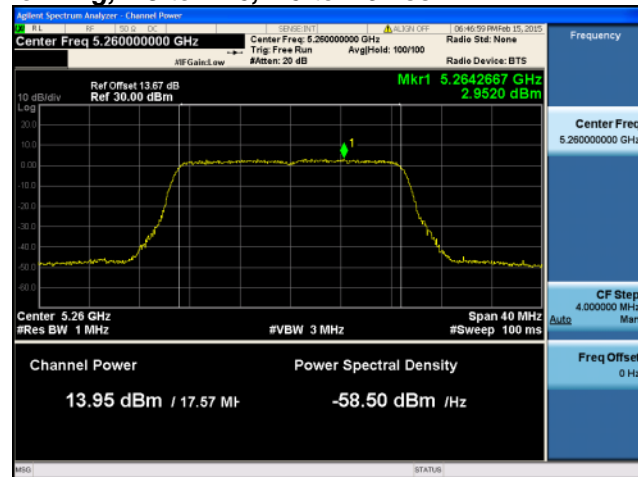 Agilent Spectrum Analyzer - Channel Power
RL RF 50 Ω DC SENSE:INT ALIGN OFF 06:46:59 PM Feb 15, 2015
Center Freq 5.260000000 GHz
Center Freq: 5.260000000 GHz
Radio Std: None
Frequency
Trig: Free Run Avg|Hold: 100/100
#IFGain:Low
#Atten: 20 dB
Radio Device: BTS
Ref Offset 13.67 dB
Mkr1 5.2642667 GHz
10 dB/div Ref 30.00 dBm
2.9520 dBm
Log
20.0
10.0
0.00
-10.0
-20.0
-30.0
-40.0
-50.0
-60.0
1
Center Freq
5.260000000 GHz
Center 5.26 GHz
Span 40 MHz
#Res BW 1 MHz
#VBW 3 MHz
#Sweep 100 ms
CF Step
4.000000 MHz
Auto Man
Channel Power
Power Spectral Density
Freq Offset
0 Hz
13.95 dBm / 17.57 MH
-58.50 dBm /Hz
MSG
STATUS